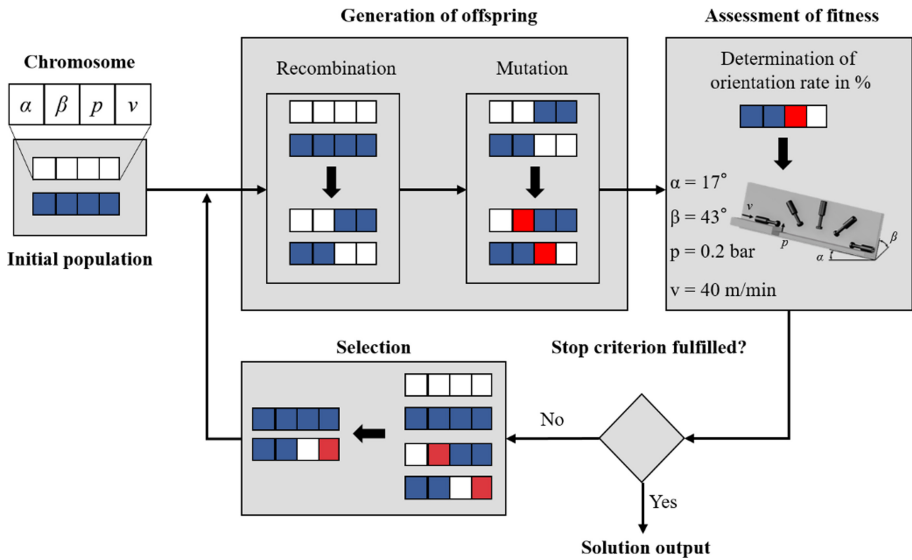 Generation of offspring
Assessment of fitness
Chromosome
α β p v
Initial population
Recombination
Mutation
Determination of
orientation rate in %
α = 17°
β = 43°
p = 0.2 bar
v = 40 m/min
v
p
α
β
Selection
Stop criterion fulfilled?
No
Yes
Solution output